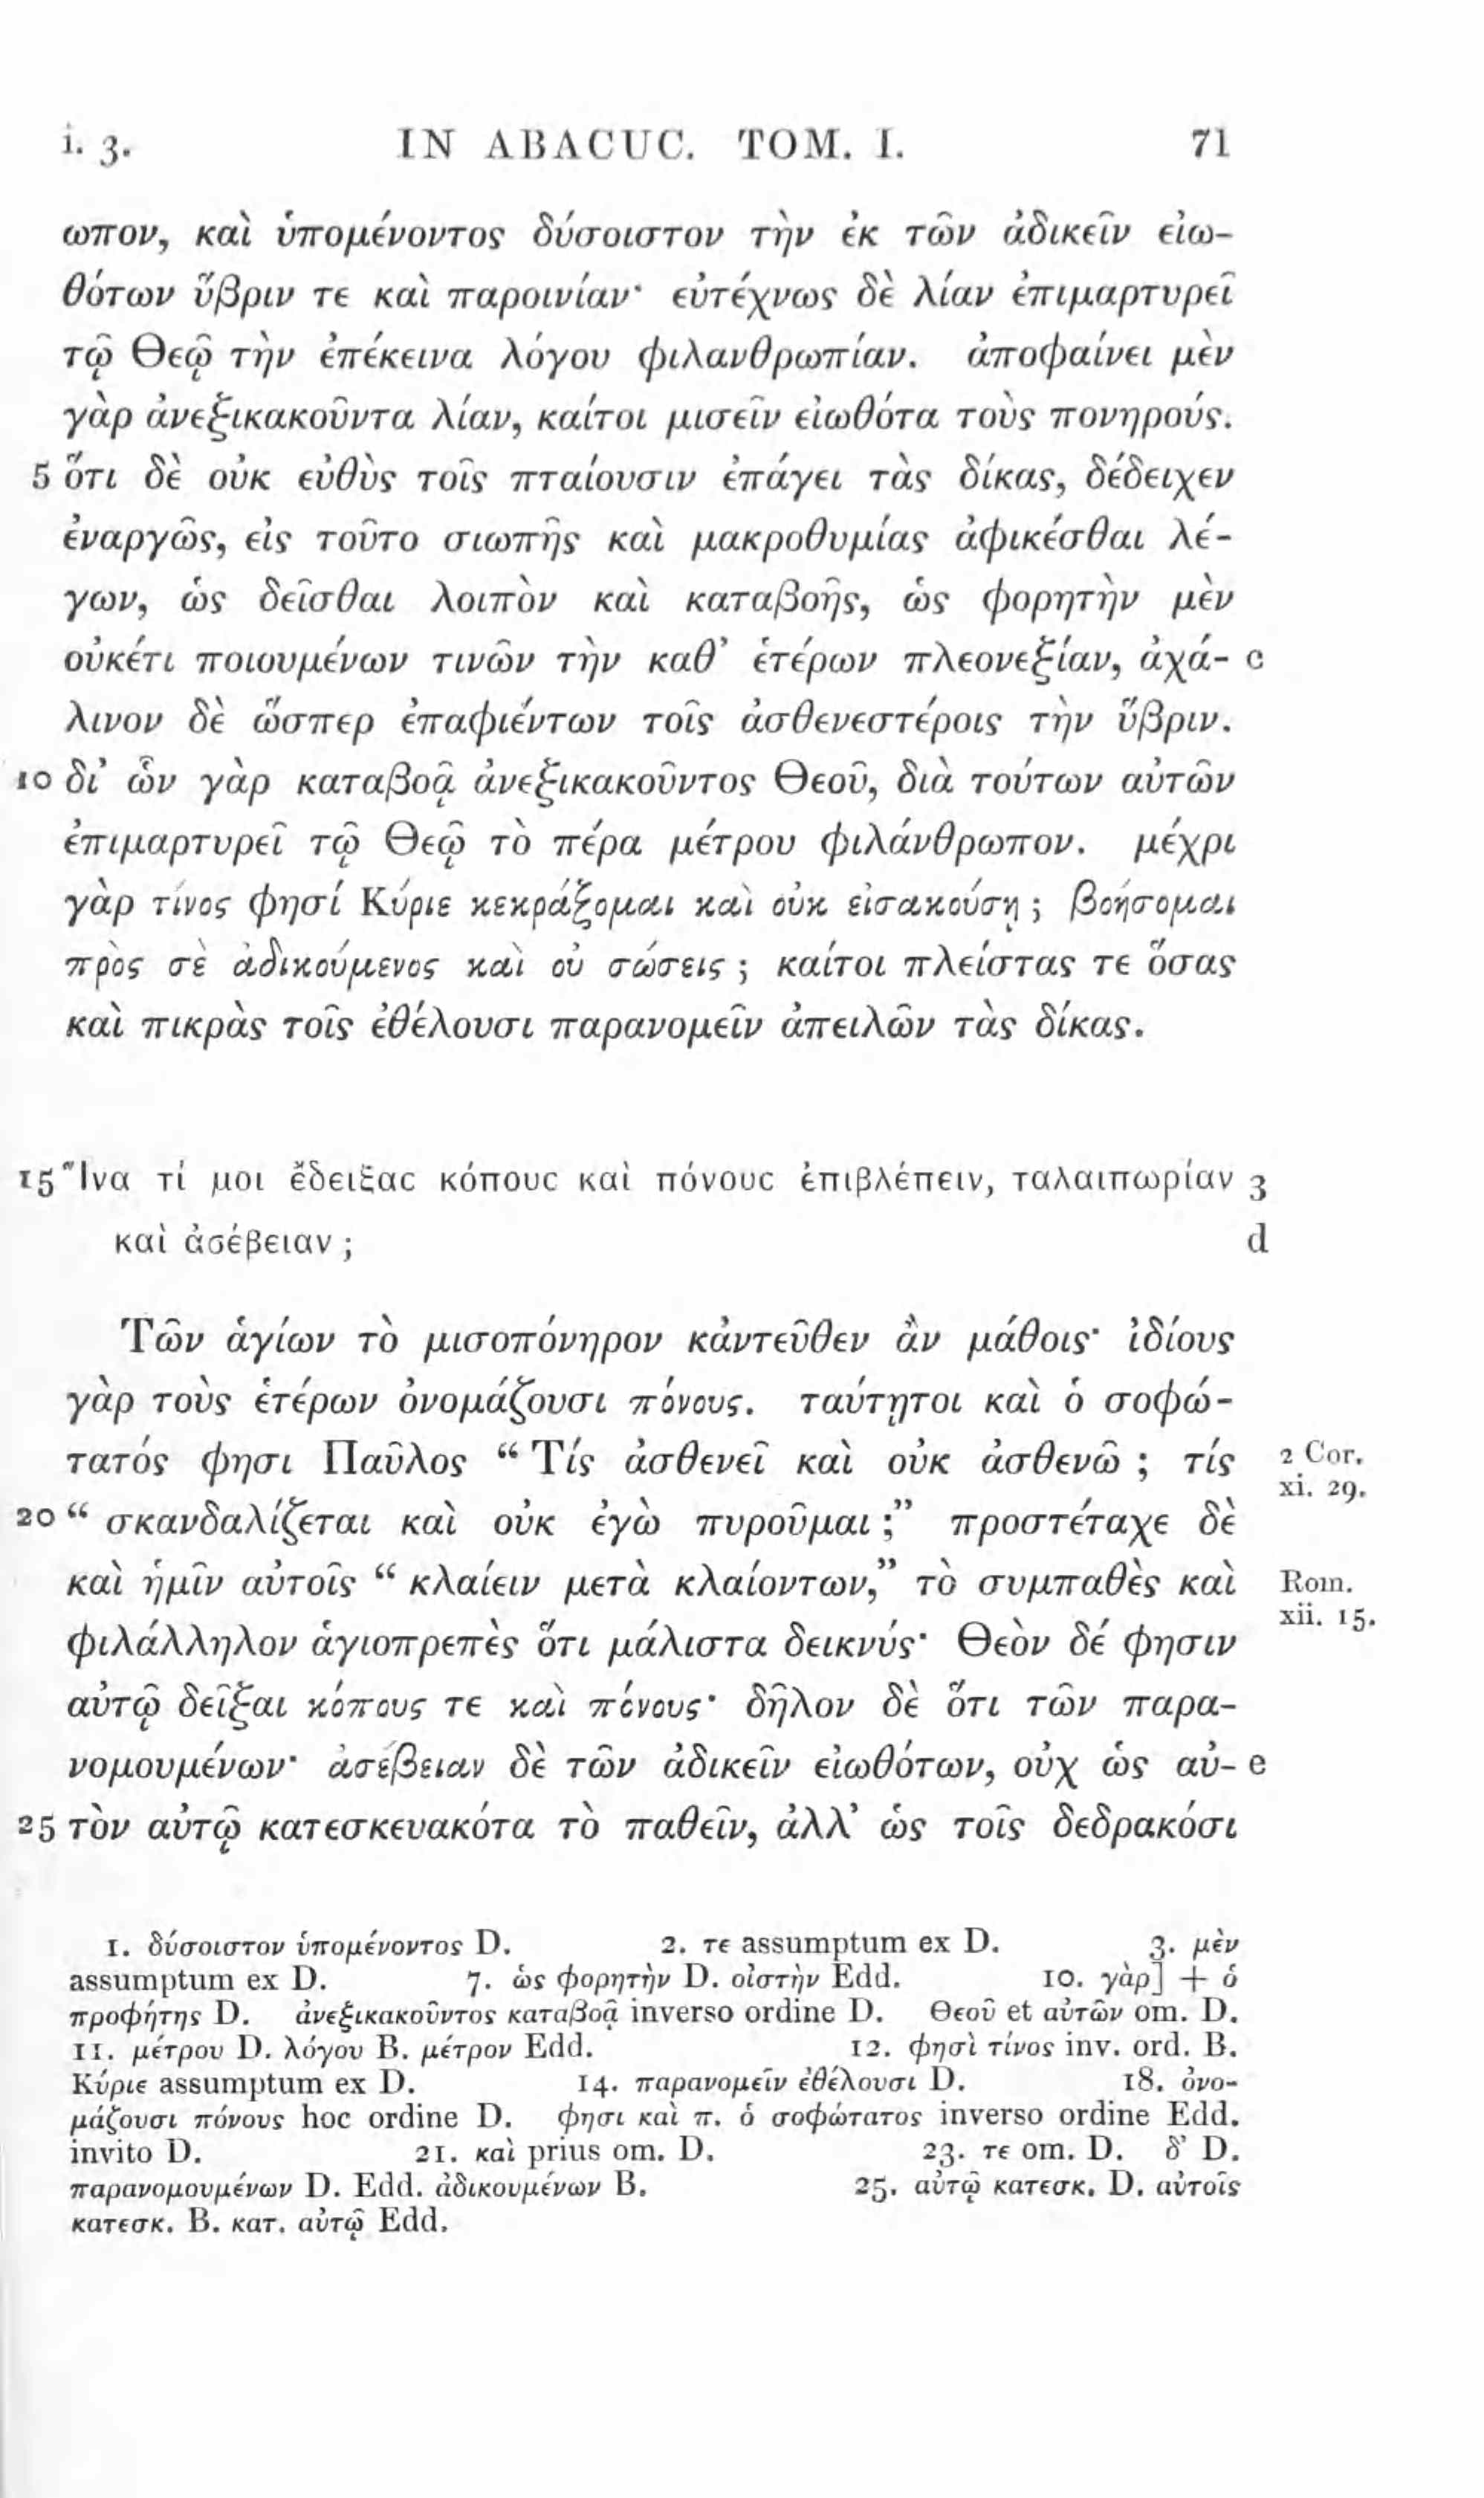 i. 3. IN ABACUC. TOM. I. 71
ωπον, καὶ ὑπομένοντος δύσοιστον τὴν ἐκ τῶν ἀδικεῖν εἰω-
θότων ὕβριν τε καὶ παροινίαν· εὐτέχνως δὲ λίαν ἐπιμαρτυρεῖ
τῷ Θεῷ τὴν ἐπέκεινα λόγου φιλανθρωπίαν. ἀποφαίνει μὲν
γὰρ ἀνεξικακοῦντα λίαν, καίτοι μισεῖν εἰωθότα τοὺς πονηρούς.
5 ὅτι δὲ οὐκ εὐθὺς τοῖς πταίουσιν ἐπάγει τὰς δίκας, δέδειχεν
ἐναργῶς, εἰς τοῦτο σιωπῆς καὶ μακροθυμίας ἀφικέσθαι λέ-
γων, ὡς δεῖσθαι λοιπὸν καὶ καταβοῆς, ὡς φορητὴν μὲν
οὐκέτι ποιουμένων τινῶν τὴν καθ’ ἑτέρων πλεονεξίαν, ἀχά- c
λινον δὲ ὥσπερ ἐπαφιέντων τοῖς ἀσθενεστέροις τὴν ὕβριν.
10 δι’ ὧν γὰρ καταβοᾷ ἀνεξικακοῦντος Θεοῦ, διὰ τούτων αὐτῶν
ἐπιμαρτυρεῖ τῷ Θεῷ τὸ πέρα μέτρου φιλάνθρωπον. μέχρι
γὰρ τίνος φησί Κύριε κεκράξομαι καὶ οὐκ εἰσακούσῃ ; βοήσομαι
πρὸς σὲ ἀδικούμενος καὶ οὐ σώσεις ; καίτοι πλείστας τε ὅσας
καὶ πικρὰς τοῖς ἐθέλουσι παρανομεῖν ἀπειλῶν τὰς δίκας.
15 Ἵνα τί μοι ἔδειξας κόπους καὶ πόνους ἐπιβλέπειν, ταλαιπωρίαν 3
καὶ ἀσέβειαν ; d
Τῶν ἁγίων τὸ μισοπόνηρον κἀντεῦθεν ἂν μάθοις· ἰδίους
γὰρ τοὺς ἑτέρων ὀνομάζουσι πόνους. ταύτῃτοι καὶ ὁ σοφώ-
τατός φησι Παῦλος “ Τίς ἀσθενεῖ καὶ οὐκ ἀσθενῶ ; τίς 2 Cor.
xi. 29.
20 “ σκανδαλίζεται καὶ οὐκ ἐγὼ πυροῦμαι ;” προστέταχε δὲ
καὶ ἡμῖν αὐτοῖς “ κλαίειν μετὰ κλαίοντων,” τὸ συμπαθὲς καὶ Rom.
xii. 15.
φιλάλληλον ἁγιοπρεπὲς ὅτι μάλιστα δεικνύς· Θεὸν δέ φησιν
αὐτῷ δεῖξαι κόπους τε καὶ πόνους· δῆλον δὲ ὅτι τῶν παρα-
νομουμένων· ἀσέβειαν δὲ τῶν ἀδικεῖν εἰωθότων, οὐχ ὡς αὐ- e
25 τὸν αὐτῷ κατεσκευακότα τὸ παθεῖν, ἀλλ’ ὡς τοῖς δεδρακόσι
1. δύσοιστον ὑπομένοντος D. 2. τε assumptum ex D. 3. μὲν
assumptum ex D. 7. ὡς φορητὴν D. οἰστὴν Edd. 10. γὰρ] + ὁ
προφήτης D. ἀνεξικακοῦντος καταβοᾷ inverso ordine D. Θεοῦ et αὐτῶν om. D.
11. μέτρου D. λόγου B. μέτρον Edd. 12. φησὶ τίνος inv. ord. B.
Κύριε assumptum ex D. 14. παρανομεῖν ἐθέλουσι D. 18. ὀνο-
μάζουσι πόνους hoc ordine D. φησι καὶ π. ὁ σοφώτατος inverso ordine Edd.
invito D. 21. καὶ prius om. D. 23. τε om. D. δ’ D.
παρανομουμένων D. Edd. ἀδικουμένων B. 25. αὐτῷ κατεσκ. D. αὐτοῖς
κατεσκ. B. κατ. αὐτῷ Edd.